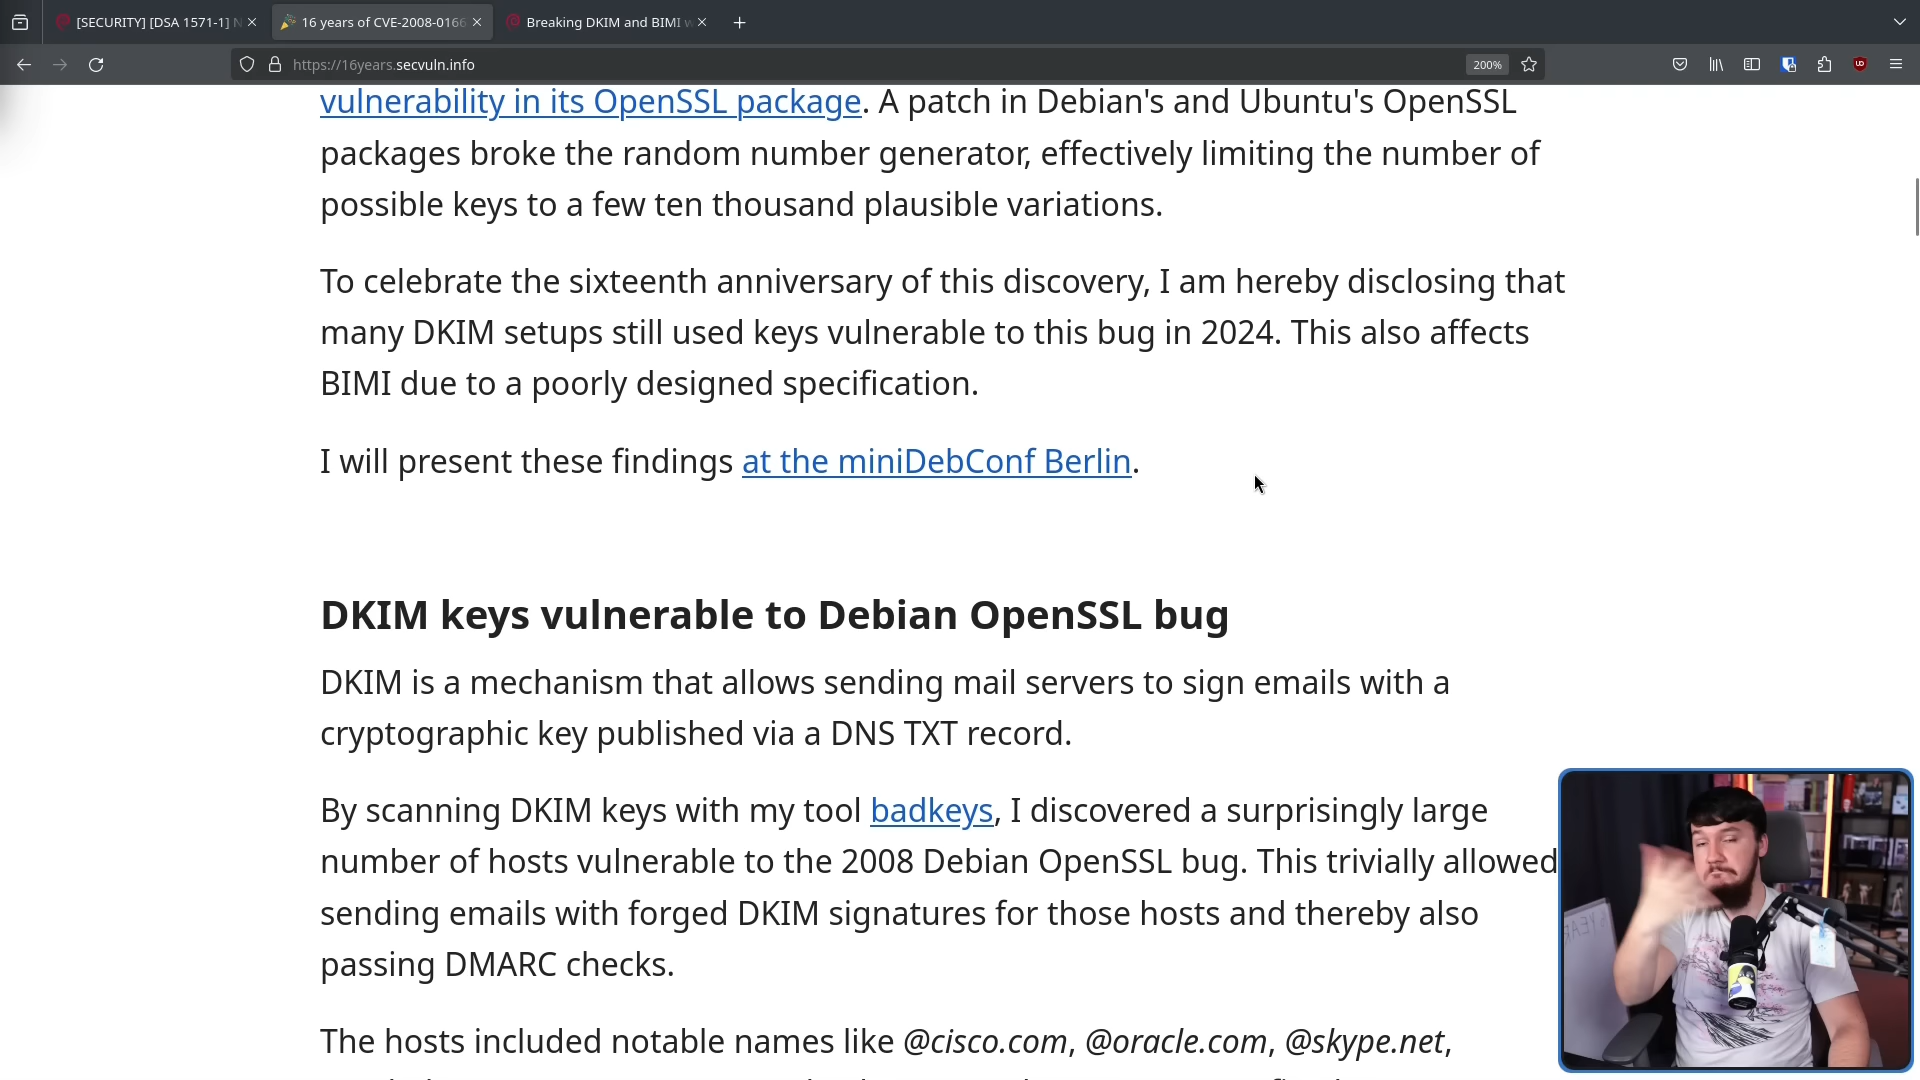 [SECURITY] [DSA 1571-1] N
16 years of CVE-2008-0166
Breaking DKIM and BIMI w
https://16years.secvuln.info
200%
vulnerability in its OpenSSL package. A patch in Debian's and Ubuntu's OpenSSL
packages broke the random number generator, effectively limiting the number of
possible keys to a few ten thousand plausible variations.
To celebrate the sixteenth anniversary of this discovery, I am hereby disclosing that
many DKIM setups still used keys vulnerable to this bug in 2024. This also affects
BIMI due to a poorly designed specification.
I will present these findings at the miniDebConf Berlin.
DKIM keys vulnerable to Debian OpenSSL bug
DKIM is a mechanism that allows sending mail servers to sign emails with a
cryptographic key published via a DNS TXT record.
By scanning DKIM keys with my tool badkeys, I discovered a surprisingly large
number of hosts vulnerable to the 2008 Debian OpenSSL bug. This trivially allowed
sending emails with forged DKIM signatures for those hosts and thereby also
passing DMARC checks.
The hosts included notable names like @cisco.com, @oracle.com, @skype.net,